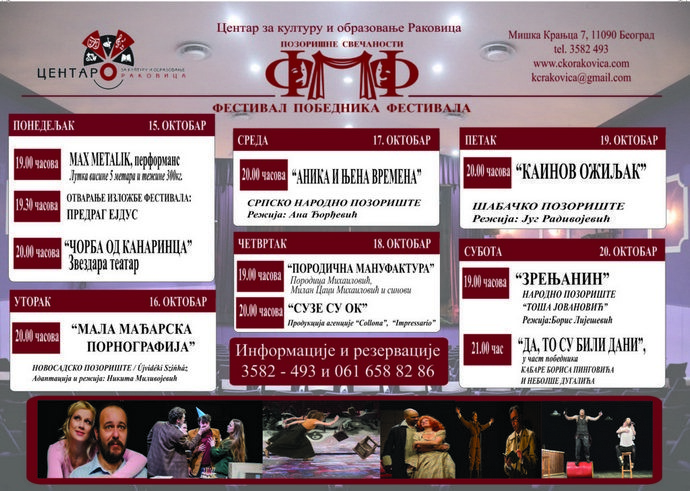 ЦЕНТАР
ЗА КУЛТУРУ И ОБРАЗОВАЊЕ
РАКОВИЦА
Центар за културу и образовање Раковица
ПОЗОРИШНЕ СВЕЧАНОСТИ
ФПФ
ФЕСТИВАЛ ПОБЕДНИКА ФЕСТИВАЛА
Мишка Крањца 7, 11090 Београд
tel. 3582 493
www.ckorakovica.com
kcrakovica@gmail.com
ПОНЕДЕЉАК 15. ОКТОБАР
19.00 часова MAX METALIK, перформанс
Лутка висине 5 метара и тежине 300кг.
19.30 часова ОТВАРАЊЕ ИЗЛОЖБЕ ФЕСТИВАЛА:
ПРЕДРАГ ЕЈДУС
20.00 часова “ЧОРБА ОД КАНАРИНЦА”
Звездара театар
УТОРАК 16. ОКТОБАР
20.00 часова “МАЛА МАЂАРСКА
ПОРНОГРАФИЈА”
НОВОСАДСКО ПОЗОРИШТЕ / Újvidéki Színház
Адаптација и режија: Никита Миливојевић
СРЕДА 17. ОКТОБАР
20.00 часова “АНИКА И ЊЕНА ВРЕМЕНА”
СРПСКО НАРОДНО ПОЗОРИШТЕ
Режија: Ана Ђорђевић
ЧЕТВРТАК 18. ОКТОБАР
19.00 часова “ПОРОДИЧНА МАНУФАКТУРА”
Породица Михаиловић,
Милан Цаци Михаиловић и синови
20.00 часова “СУЗЕ СУ ОК”
Продукција агенције “Collona”, “Impressario”
Информације и резервације
3582 - 493 и 061 658 82 86
ПЕТАК 19. ОКТОБАР
20.00 часова “КАИНОВ ОЖИЉАК”
ШАБАЧКО ПОЗОРИШТЕ
Режија: Југ Радивојевић
СУБОТА 20. ОКТОБАР
19.00 часова “ЗРЕЊАНИН”
НАРОДНО ПОЗОРИШТЕ
“ТОША ЈОВАНОВИЋ”
Режија:Борис Лијешевић
21.00 час “ДА, ТО СУ БИЛИ ДАНИ”,
у част победника
КАБАРЕ БОРИСА ПИНГОВИЋА
И НЕБОЈШЕ ДУГАЛИЋА